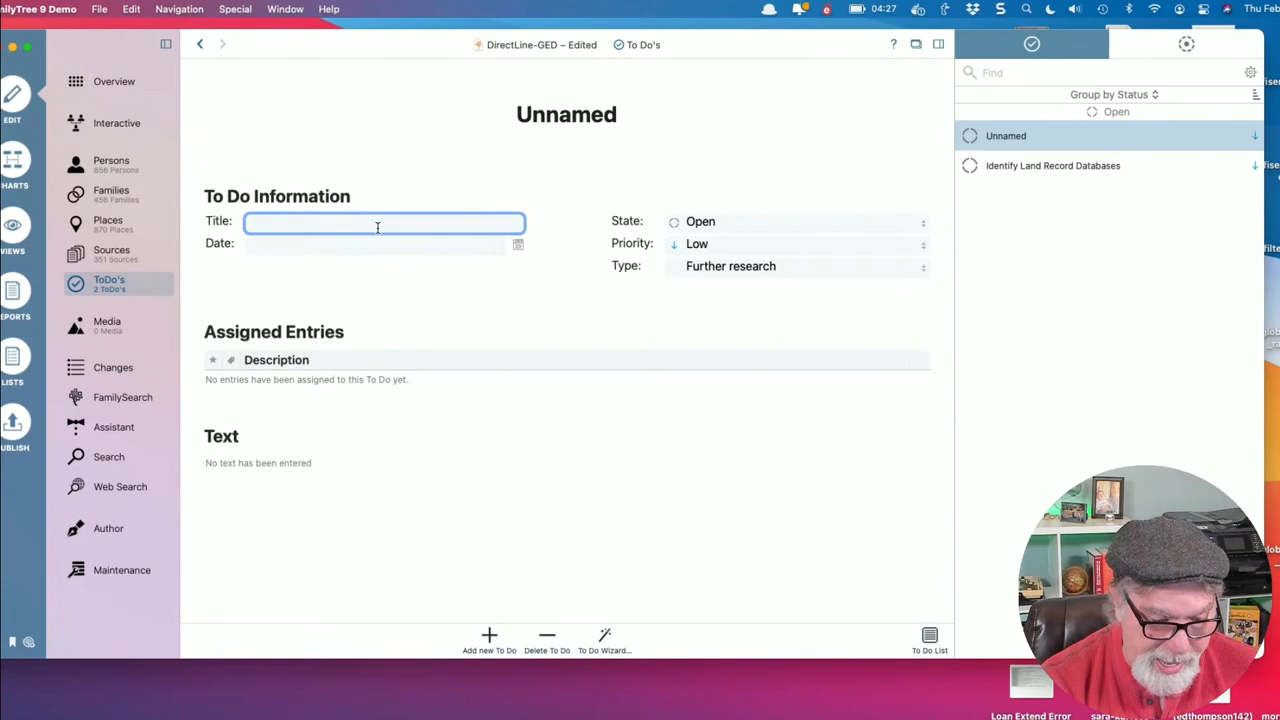 milyTree 9 Demo File Edit Navigation Special Window Help
04:27
Thu Feb
DirectLine-GED – Edited To Do's
?
EDIT
HARTS
VIEWS
EPORTS
LISTS
UBLISH
Overview
Interactive
Persons
856 Persons
Families
456 Families
Places
870 Places
Sources
351 Sources
ToDo's
2 ToDo's
Media
0 Media
Changes
FamilySearch
Assistant
Search
Web Search
Author
Maintenance
Unnamed
To Do Information
Title:
Date:
State: Open
Priority: Low
Type: Further research
Assigned Entries
Description
No entries have been assigned to this To Do yet.
Text
No text has been entered
Add new To Do Delete To Do To Do Wizard... To Do List
Find
Group by Status
Open
Unnamed
Identify Land Record Databases
Loan Extend Error
edthompson142)